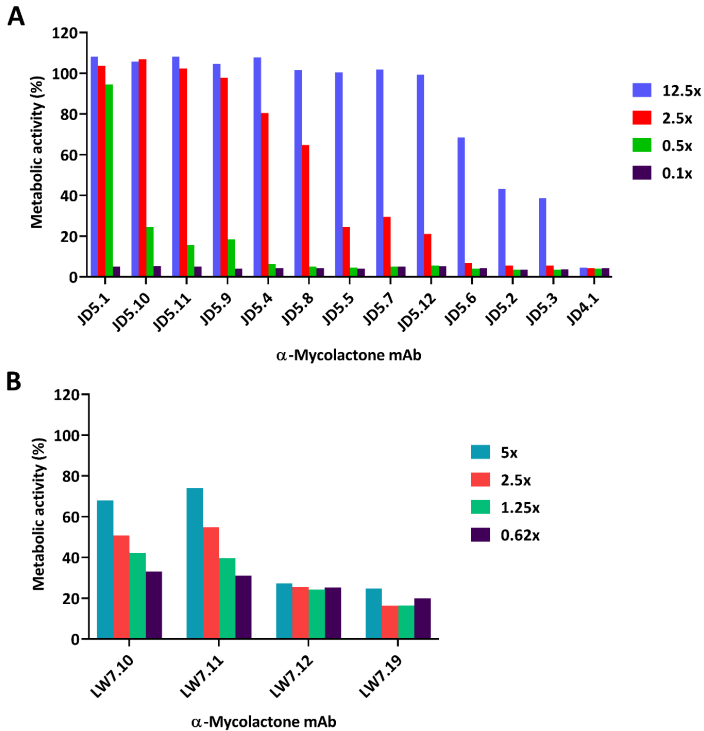 A
Metabolic activity (%)
120
100
80
60
40
20
0
12.5x
2.5x
0.5x
0.1x
JD5.1 JD5.10 JD5.11 JD5.9 JD5.4 JD5.8 JD5.5 JD5.7 JD5.12 JD5.6 JD5.2 JD5.3 JD4.1
α-Mycolactone mAb
B
Metabolic activity (%)
120
100
80
60
40
20
0
5x
2.5x
1.25x
0.62x
LW7.10 LW7.11 LW7.12 LW7.19
α-Mycolactone mAb